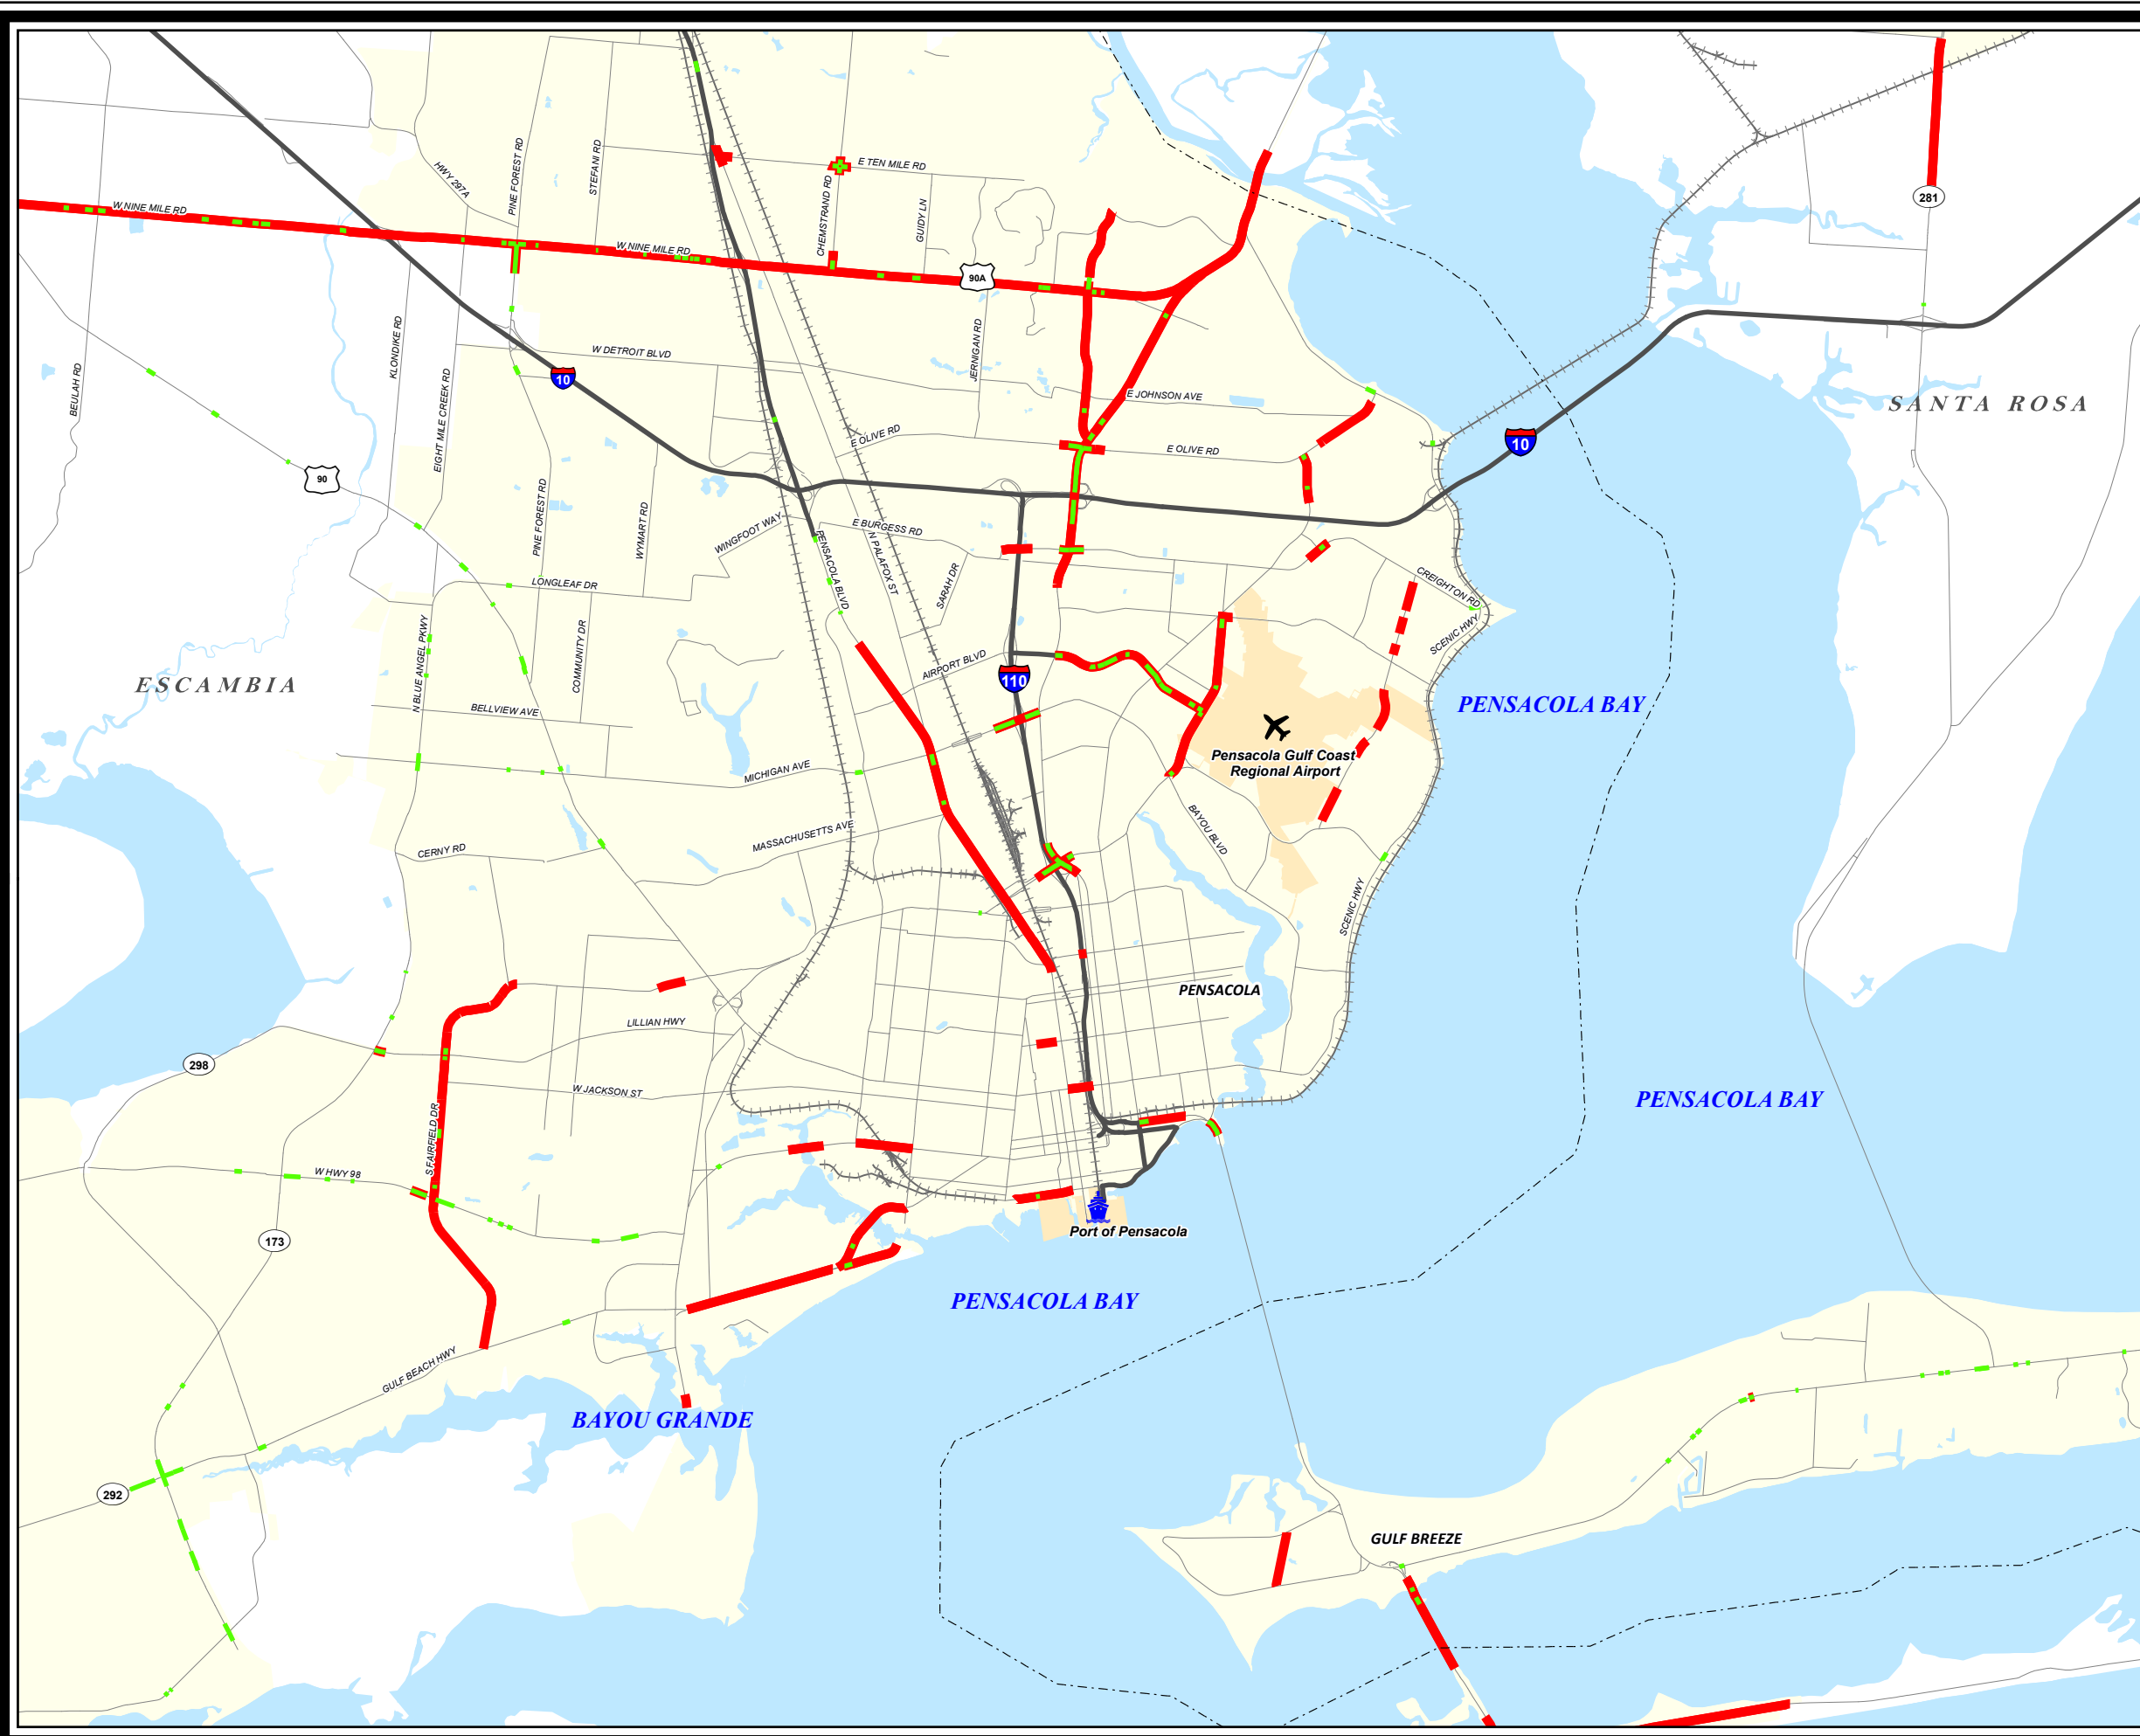 281
E TEN MILE RD
PINE FOREST RD
STEFANI RD
HWY 297A
CHEMSTRAND RD
GUIDY LN
W NINE MILE RD
W NINE MILE RD
90A
BEULAH RD
KLONDIKE RD
EIGHT MILE CREEK RD
W DETROIT BLVD
JERNIGAN RD
10
E JOHNSON AVE
SANTA ROSA
E OLIVE RD
E OLIVE RD
10
90
PINE FOREST RD
WYMART RD
WINGFOOT WAY
E BURGESS RD
PENSACOLA BLVD
N PALAFOX ST
SARAH DR
LONGLEAF DR
CREIGHTON RD
SCENIC HWY
N BLUE ANGEL PKWY
COMMUNITY DR
AIRPORT BLVD
110
ESCAMBIA
BELLVIEW AVE
PENSACOLA BAY
Pensacola Gulf Coast
Regional Airport
MICHIGAN AVE
BAYOU BLVD
MASSACHUSETTS AVE
CERNY RD
SCENIC HWY
PENSACOLA
LILLIAN HWY
298
W JACKSON ST
PENSACOLA BAY
S FAIRFIELD DR
W HWY 98
173
Port of Pensacola
PENSACOLA BAY
GULF BEACH HWY
BAYOU GRANDE
292
GULF BREEZE